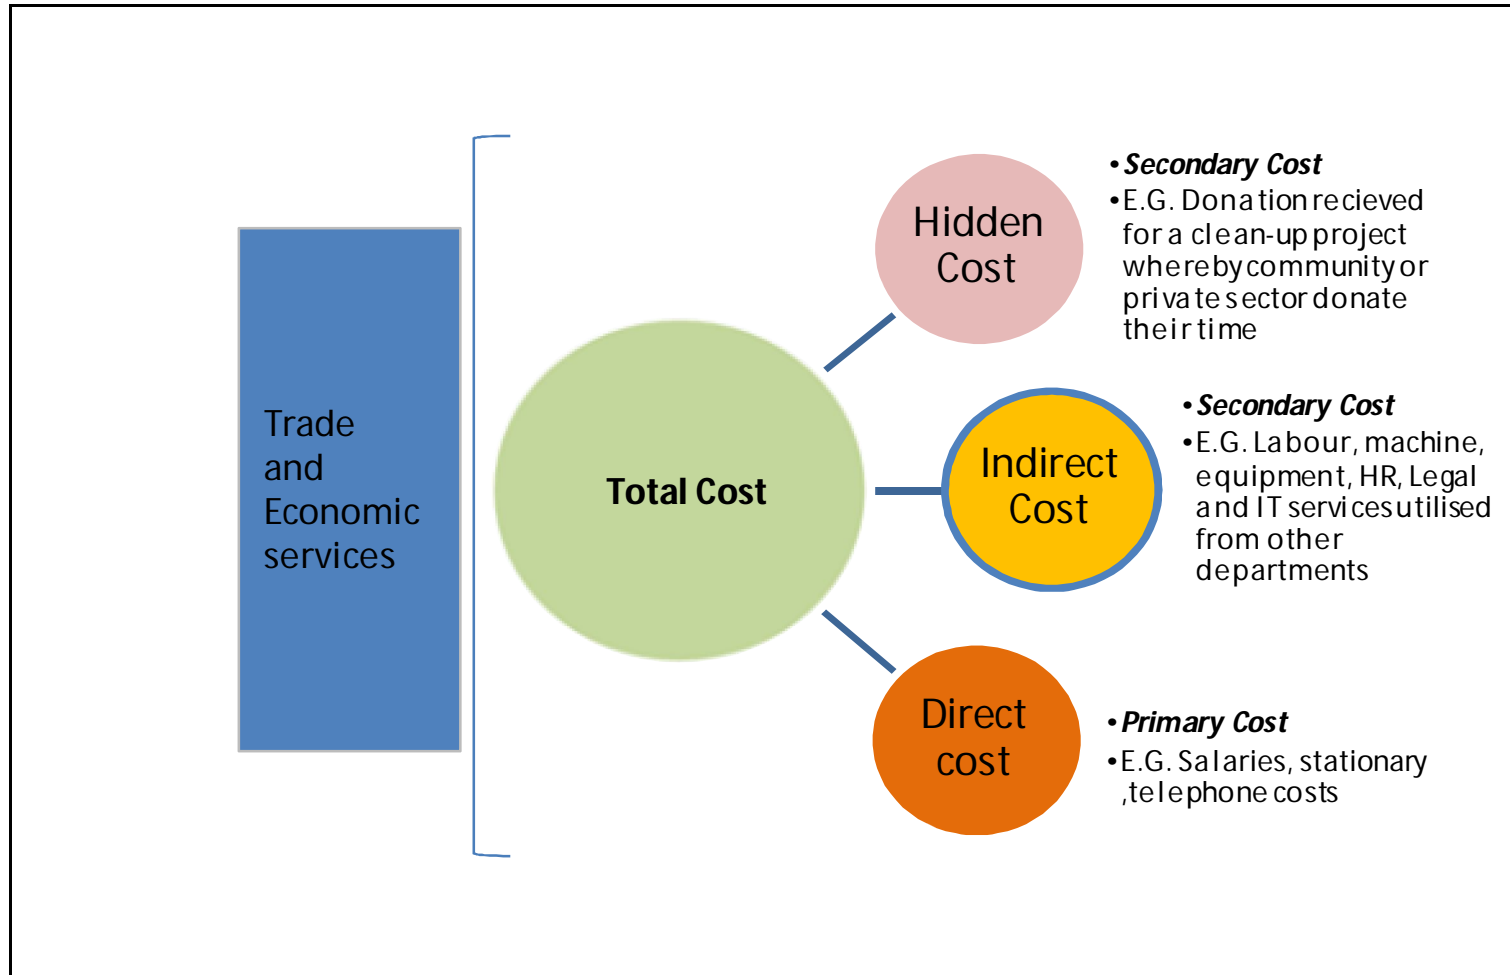 Trade
and
Economic
services
Total Cost
Hidden
Cost
•Secondary Cost
•E.G. Donation recieved
for a clean-up project
whereby community or
private sector donate
their time
Indirect
Cost
•Secondary Cost
•E.G. Labour, machine,
equipment, HR, Legal
and IT services utilised
from other
departments
Direct
cost
•Primary Cost
•E.G. Salaries, stationary
,telephone costs